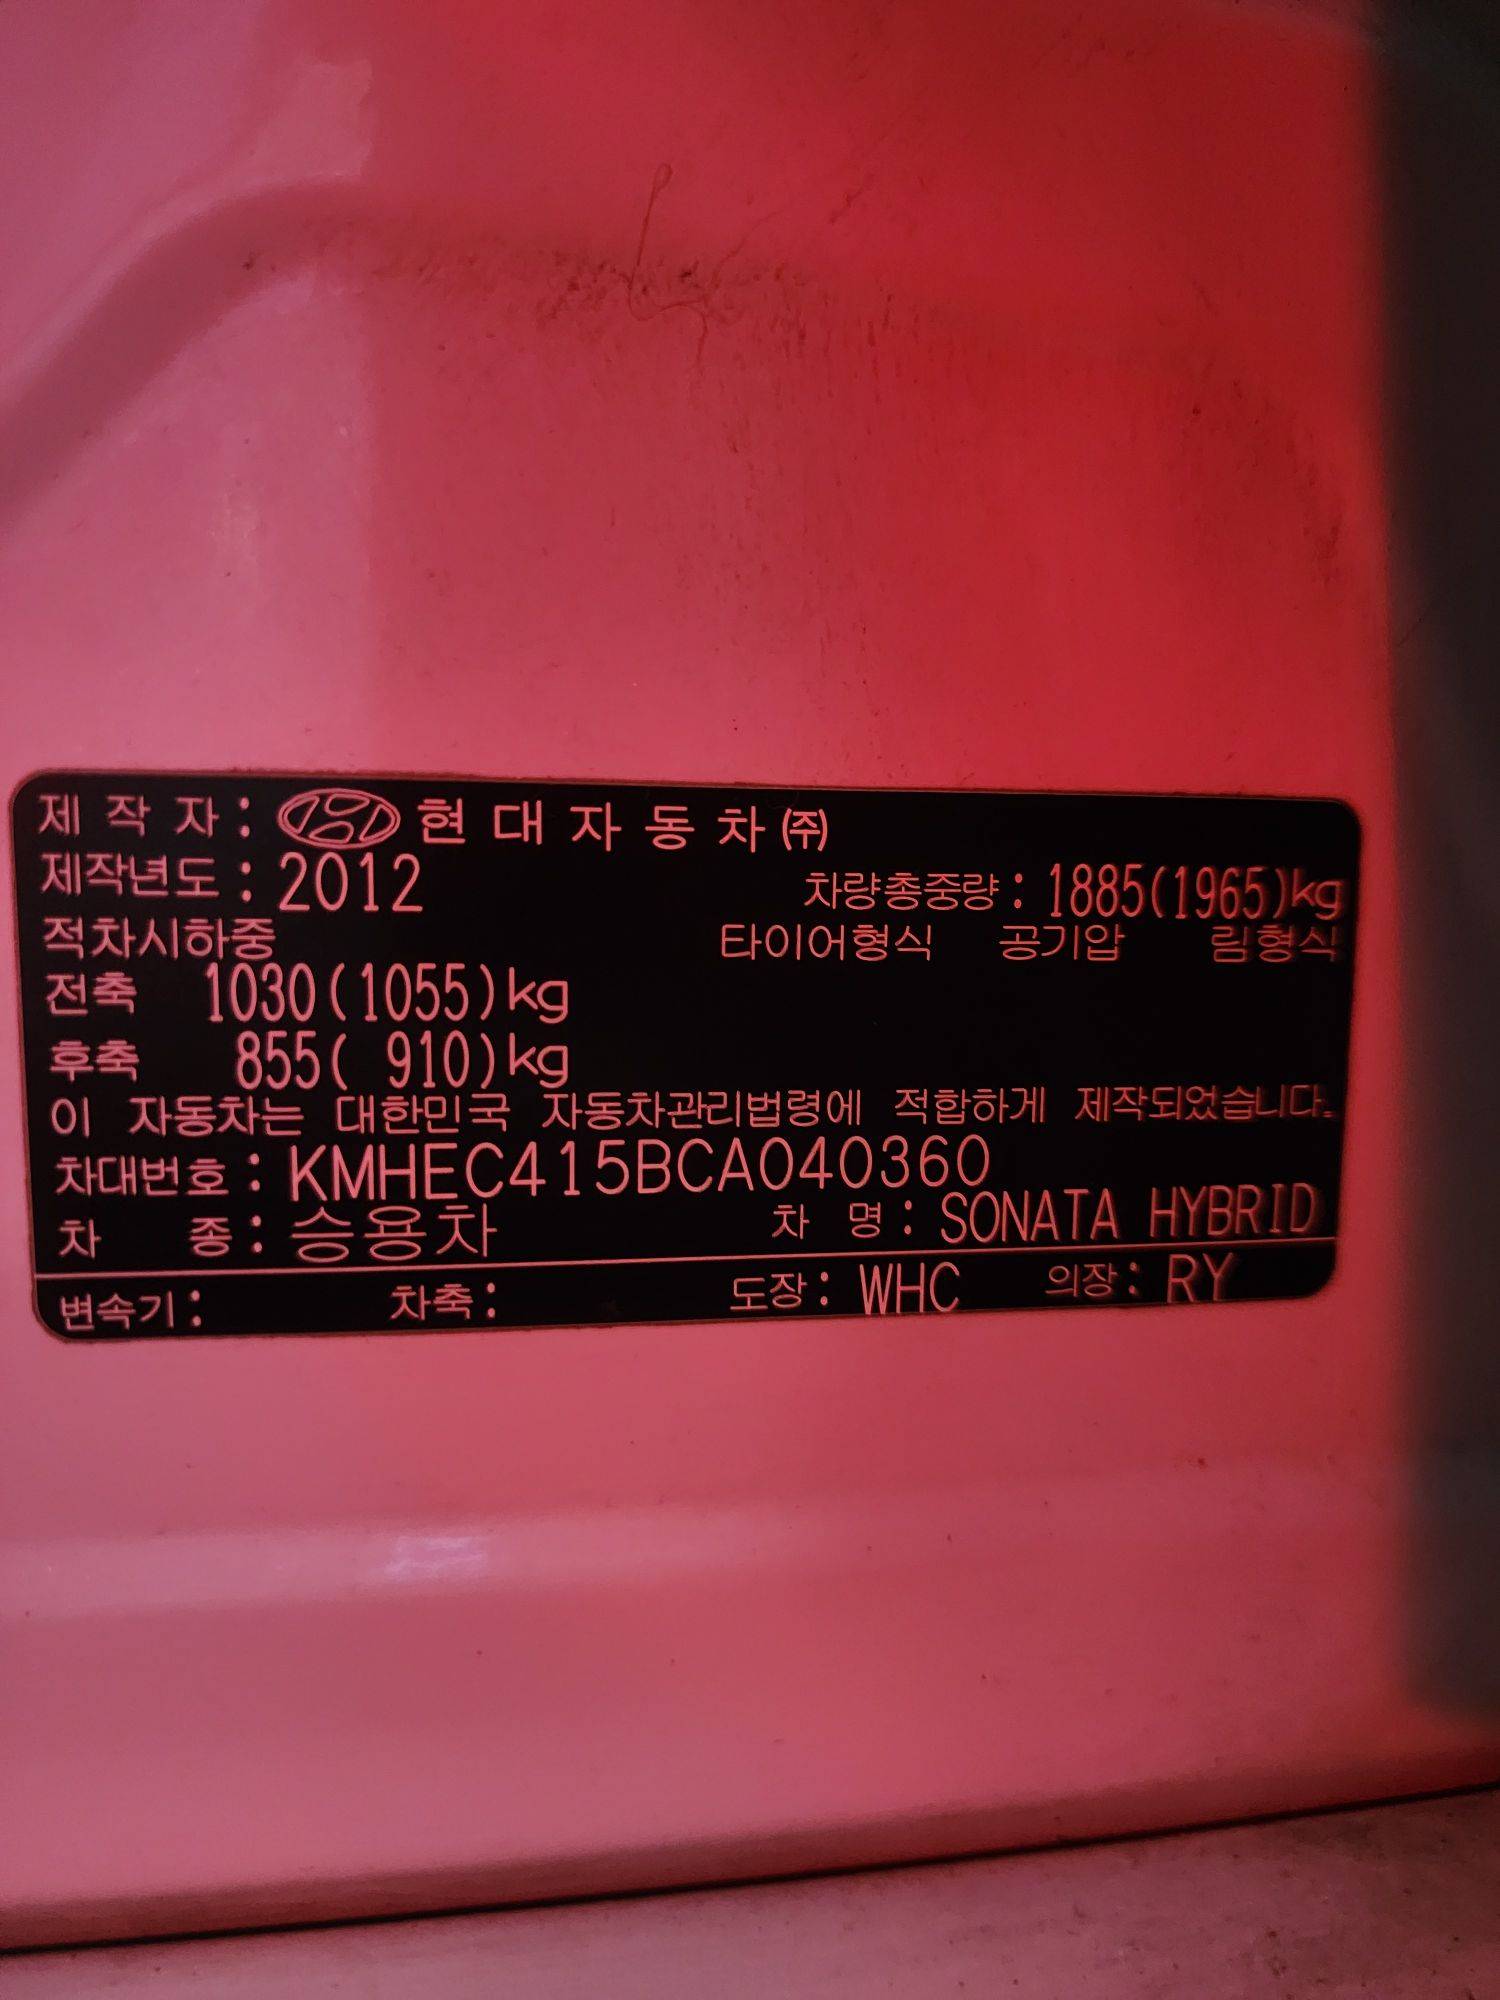 제 작 자 : 현 대 자 동 차 ㈜
제작년도 : 2012 차량총중량 : 1885(1965)kg
적차시하중 타이어형식 공기압 림형식
전축 1030(1055)kg
후축 855( 910)kg
이 자동차는 대한민국 자동차관리법령에 적합하게 제작되었습니다.
차대번호 : KMHEC415BCA040360
차 종 : 승용차 차 명 : SONATA HYBRID
변속기 : 차축 : 도장 : WHC 의장 : RY